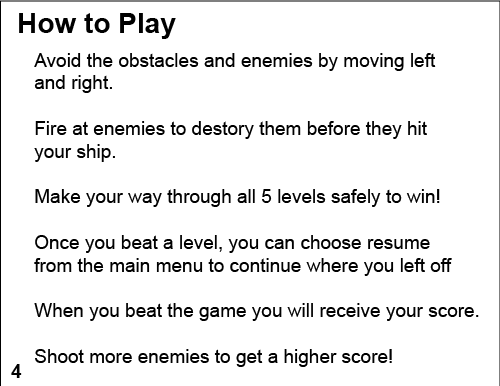 How to Play
Avoid the obstacles and enemies by moving left
and right.
Fire at enemies to destory them before they hit
your ship.
Make your way through all 5 levels safely to win!
Once you beat a level, you can choose resume
from the main menu to continue where you left off
When you beat the game you will receive your score.
Shoot more enemies to get a higher score!
4